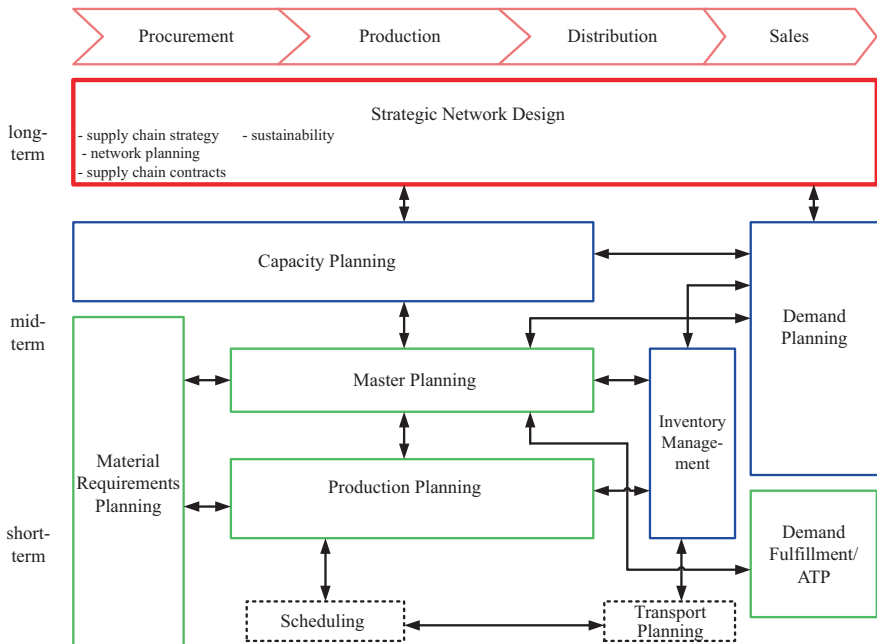 Procurement
Production
Distribution
Sales
long-
term
Strategic Network Design
- supply chain strategy
- sustainability
- network planning
- supply chain contracts
Capacity Planning
mid-
term
Demand
Planning
Master Planning
Inventory
Manage-
ment
Material
Requirements
Planning
Production Planning
short-
term
Demand
Fulfillment/
ATP
Scheduling
Transport
Planning